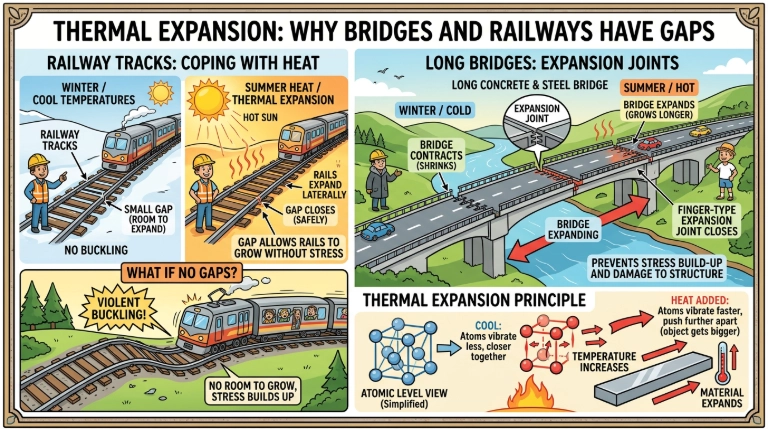 THERMAL EXPANSION: WHY BRIDGES AND RAILWAYS HAVE GAPS
RAILWAY TRACKS: COPING WITH HEAT
WINTER /
COOL TEMPERATURES
RAILWAY
TRACKS
SMALL GAP
(ROOM TO
EXPAND)
NO BUCKLING
SUMMER HEAT
/ THERMAL EXPANSION
HOT SUN
RAILS
EXPAND
LATERALLY
GAP CLOSES
(SAFELY)
GAP ALLOWS RAILS TO
GROW WITHOUT STRESS
WHAT IF NO GAPS?
VIOLENT
BUCKLING!
NO ROOM TO GROW,
STRESS BUILDS UP
LONG BRIDGES: EXPANSION JOINTS
LONG CONCRETE & STEEL BRIDGE
WINTER / COLD
EXPANSION
JOINT
SUMMER / HOT
BRIDGE EXPANDS
(GROWS LONGER)
BRIDGE
CONTRACTS
(SHRINKS)
BRIDGE
EXPANDING
FINGER-TYPE
EXPANSION
JOINT CLOSES
PREVENTS STRESS BUILD-UP
AND DAMAGE TO STRUCTURE
THERMAL EXPANSION PRINCIPLE
ATOMIC LEVEL VIEW
(Simplified)
COOL:
Atoms vibrate
less, closer
together
TEMPERATURE
INCREASES
HEAT ADDED:
Atoms vibrate faster,
push further apart
(object gets bigger)
MATERIAL
EXPANDS